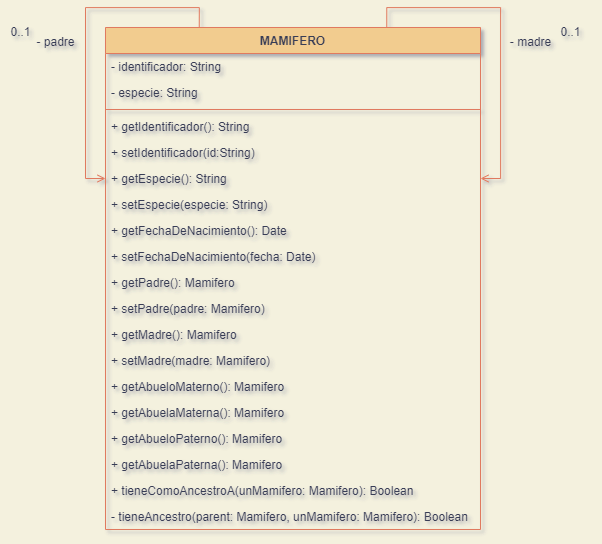 0..1
- padre
MAMIFERO
- madre
0..1
- identificador: String
- especie: String
+ getIdentificador(): String
+ setIdentificador(id:String)
+ getEspecie(): String
+ setEspecie(especie: String)
+ getFechaDeNacimiento(): Date
+ setFechaDeNacimiento(fecha: Date)
+ getPadre(): Mamifero
+ setPadre(padre: Mamifero)
+ getMadre(): Mamifero
+ setMadre(madre: Mamifero)
+ getAbueloMaterno(): Mamifero
+ getAbuelaMaterna(): Mamifero
+ getAbueloPaterno(): Mamifero
+ getAbuelaPaterna(): Mamifero
+ tieneComoAncestroA(unMamifero: Mamifero): Boolean
- tieneAncestro(parent: Mamifero, unMamifero: Mamifero): Boolean